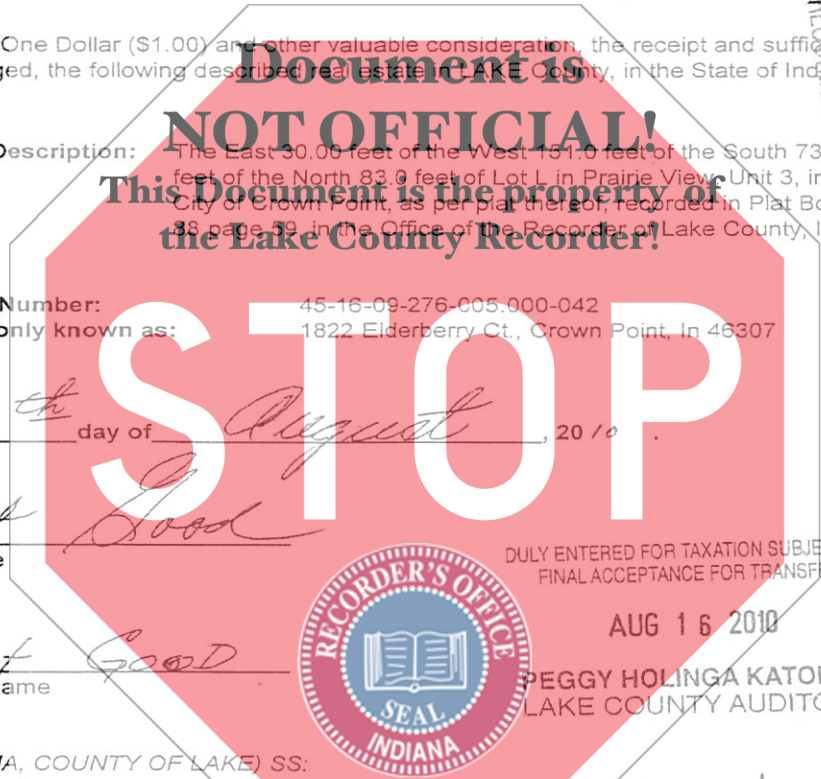 One Dollar ($1.00) and other valuable consideration, the receipt and suffic
ged, the following described real estate in LAKE County, in the State of Ind
Document is
NOT OFFICIAL!
This Document is the property of
the Lake County Recorder!
Description: The East 30.00 feet of the West 151.0 feet of the South 73
feet of the North 83.0 feet of Lot L in Prairie View, Unit 3, in
City of Crown Point, as per plat thereof, recorded in Plat Bo
page 59, in the Office of the Recorder of Lake County, I
Number: 45-16-09-276-005.000-042
only known as: 1822 Elderberry Ct., Crown Point, In 46307
STOP
th day of August, 2010.
Good
e
DULY ENTERED FOR TAXATION SUBJE
FINAL ACCEPTANCE FOR TRANSF
AUG 16 2010
Good
ame
PEGGY HOLINGA KATO
LAKE COUNTY AUDITO
RECORDER'S OFFICE
SEAL
INDIANA
A, COUNTY OF LAKE) SS: